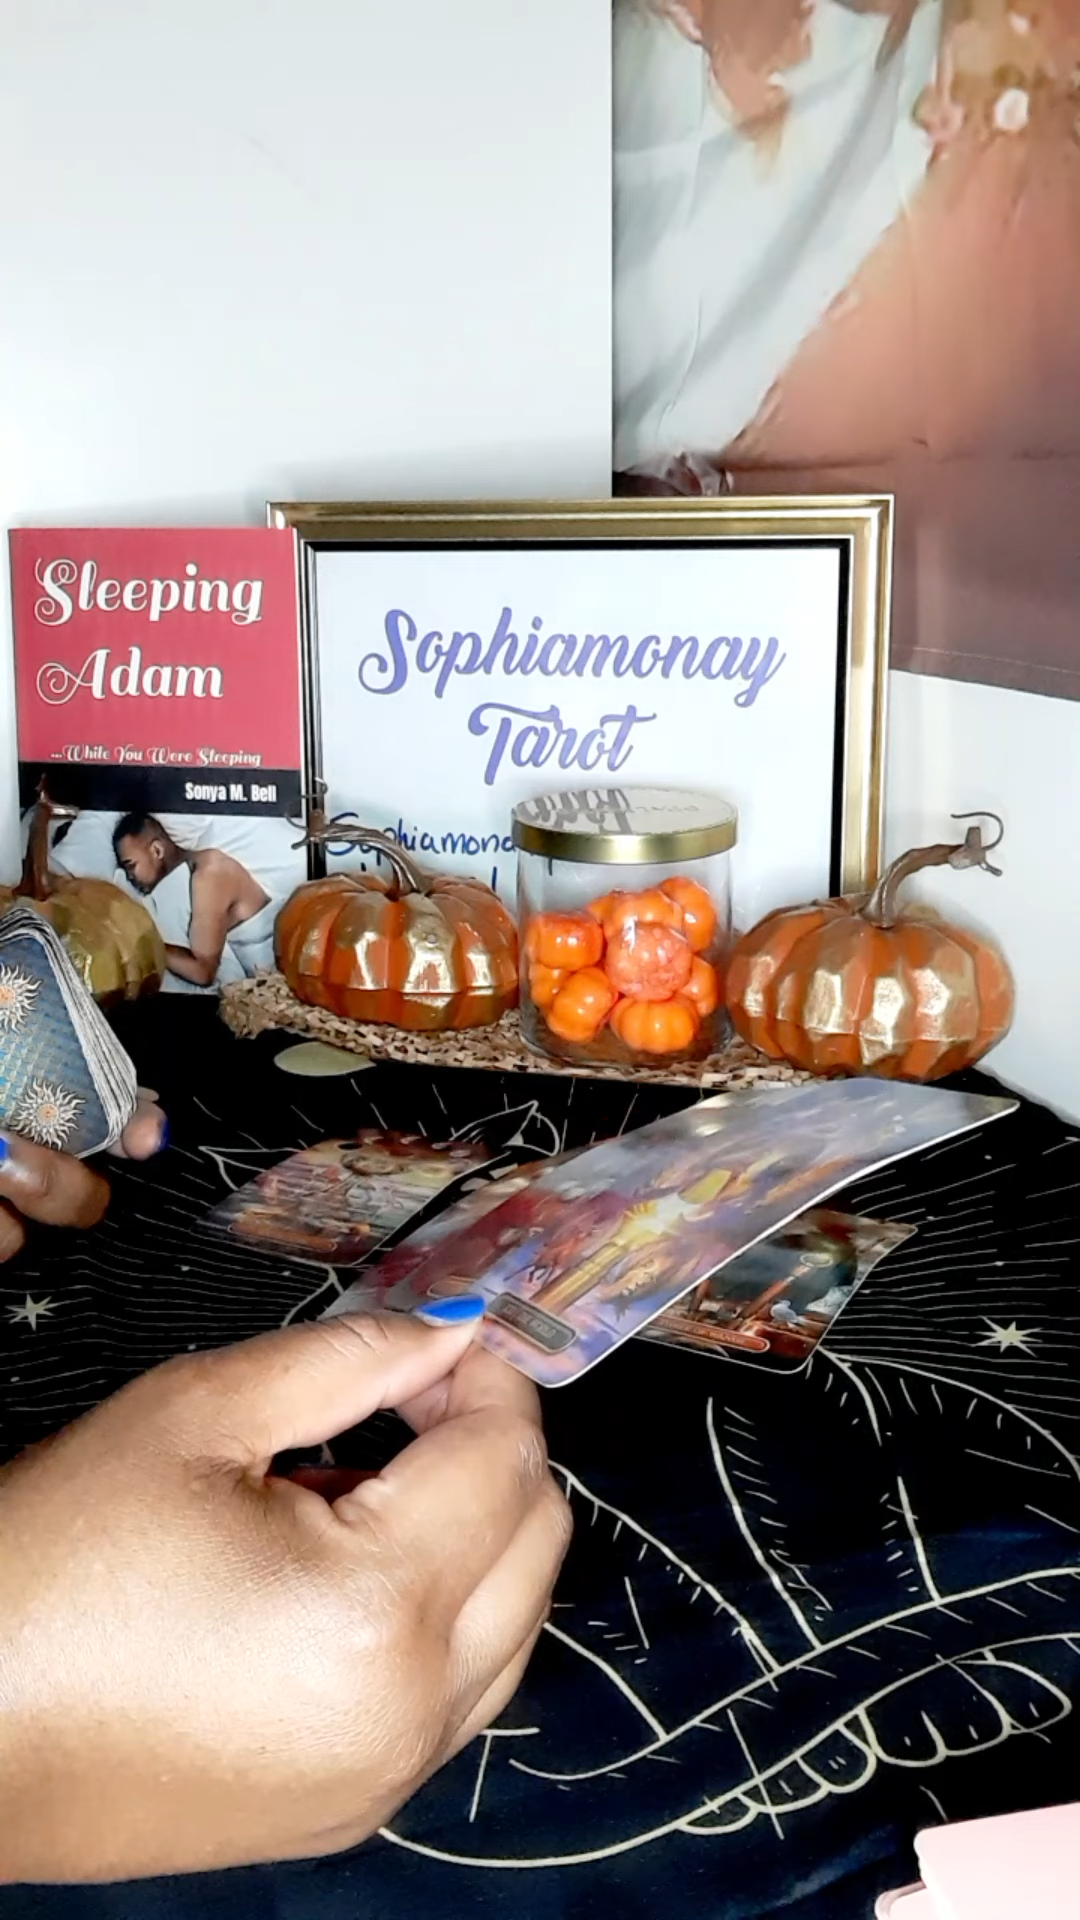 Sleeping
Adam
...While You Were Sleeping
Sonya M. Bell
Sophiamonay
Tarot